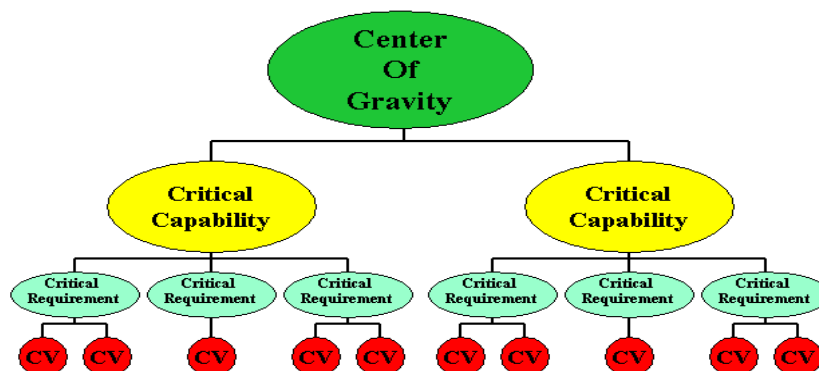 Center
Of
Gravity
Critical
Capability
Critical
Capability
Critical
Requirement
Critical
Requirement
Critical
Requirement
Critical
Requirement
Critical
Requirement
Critical
Requirement
CV
CV
CV
CV
CV
CV
CV
CV
CV
CV